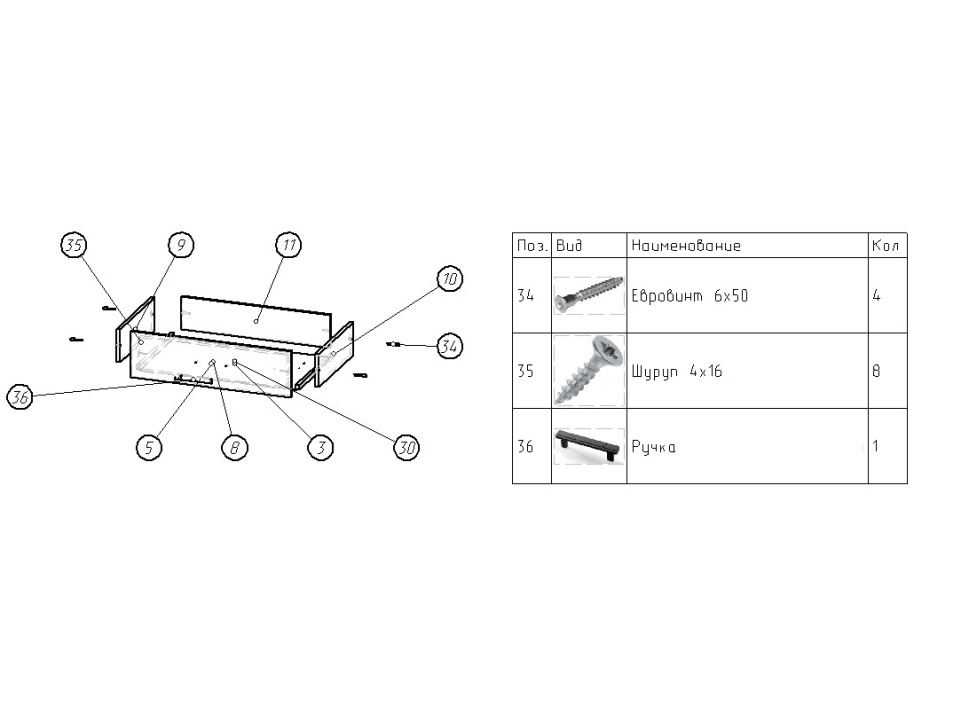 35 9 11
10
34
36
5 8 3 30
Поз. Вид Наименование Кол
34 Евровинт 6х50 4
35 Шуруп 4х16 8
36 Ручка 1